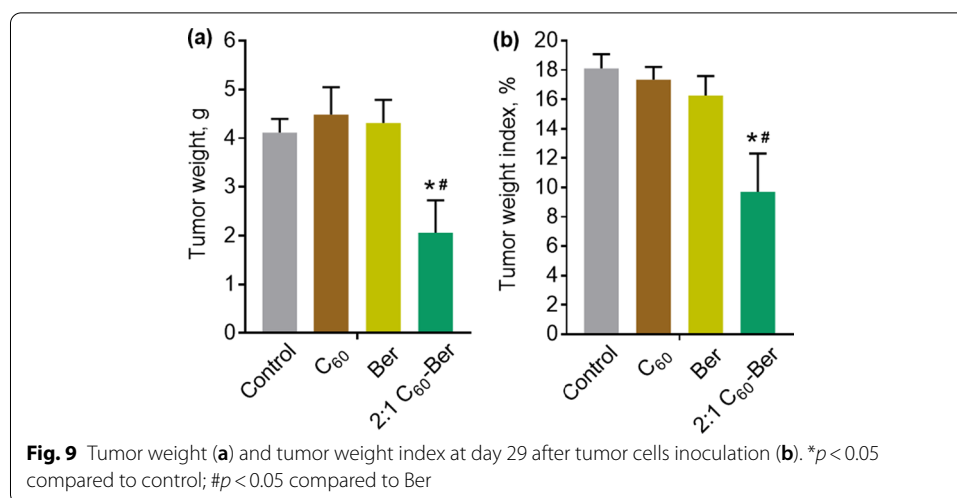 (a)
6
5
4
3
2
1
0
Tumor weight, g
*#
Control
C₆₀
Ber
2:1 C₆₀-Ber
(b)
20
18
16
14
12
10
8
6
4
2
0
Tumor weight index, %
*#
Control
C₆₀
Ber
2:1 C₆₀-Ber
Fig. 9 Tumor weight (a) and tumor weight index at day 29 after tumor cells inoculation (b). *p < 0.05
compared to control; #p < 0.05 compared to Ber